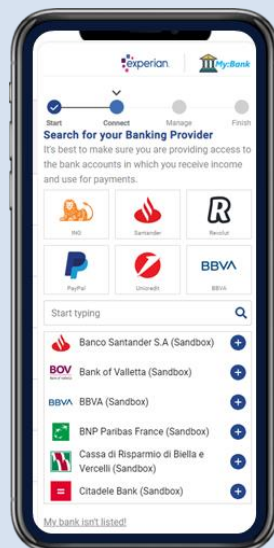 experian.
My:Bank
Start Connect Manage Finish
Search for your Banking Provider
It's best to make sure you are providing access to
the bank accounts in which you receive income
and use for payments.
ING Santander Revolut
BBVA
PayPal Unicredit BBVA
Start typing
Banco Santander S.A (Sandbox)
BOV Bank of Valletta (Sandbox)
BBVA BBVA (Sandbox)
BNP Paribas France (Sandbox)
Cassa di Risparmio di Biella e
Vercelli (Sandbox)
Citadele Bank (Sandbox)
My bank isn't listed!